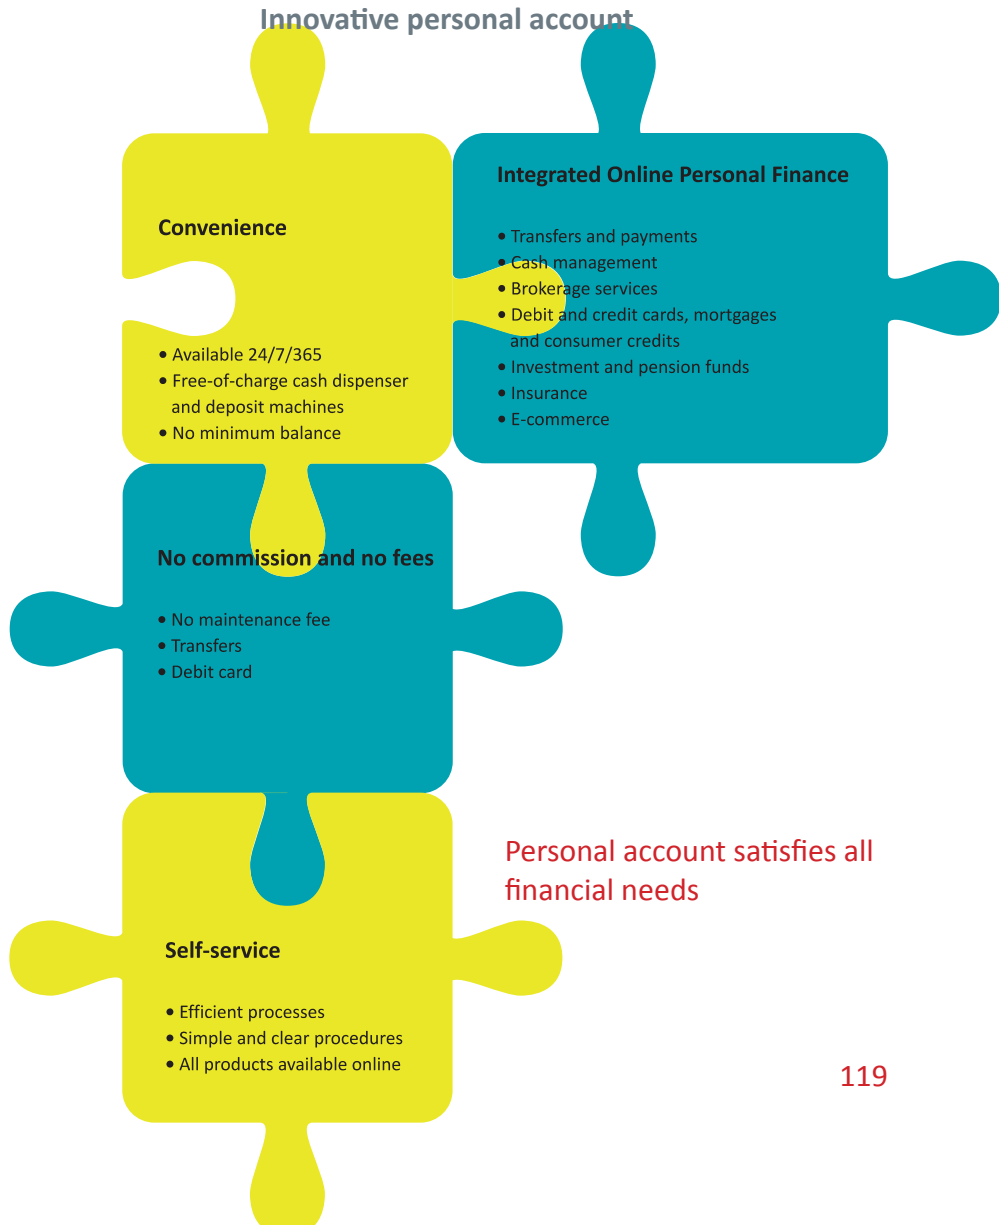 Innovative personal account
Convenience
• Available 24/7/365
• Free-of-charge cash dispenser
and deposit machines
• No minimum balance
Integrated Online Personal Finance
• Transfers and payments
• Cash management
• Brokerage services
• Debit and credit cards, mortgages
and consumer credits
• Investment and pension funds
• Insurance
• E-commerce
No commission and no fees
• No maintenance fee
• Transfers
• Debit card
Personal account satisfies all
financial needs
Self-service
• Efficient processes
• Simple and clear procedures
• All products available online
119